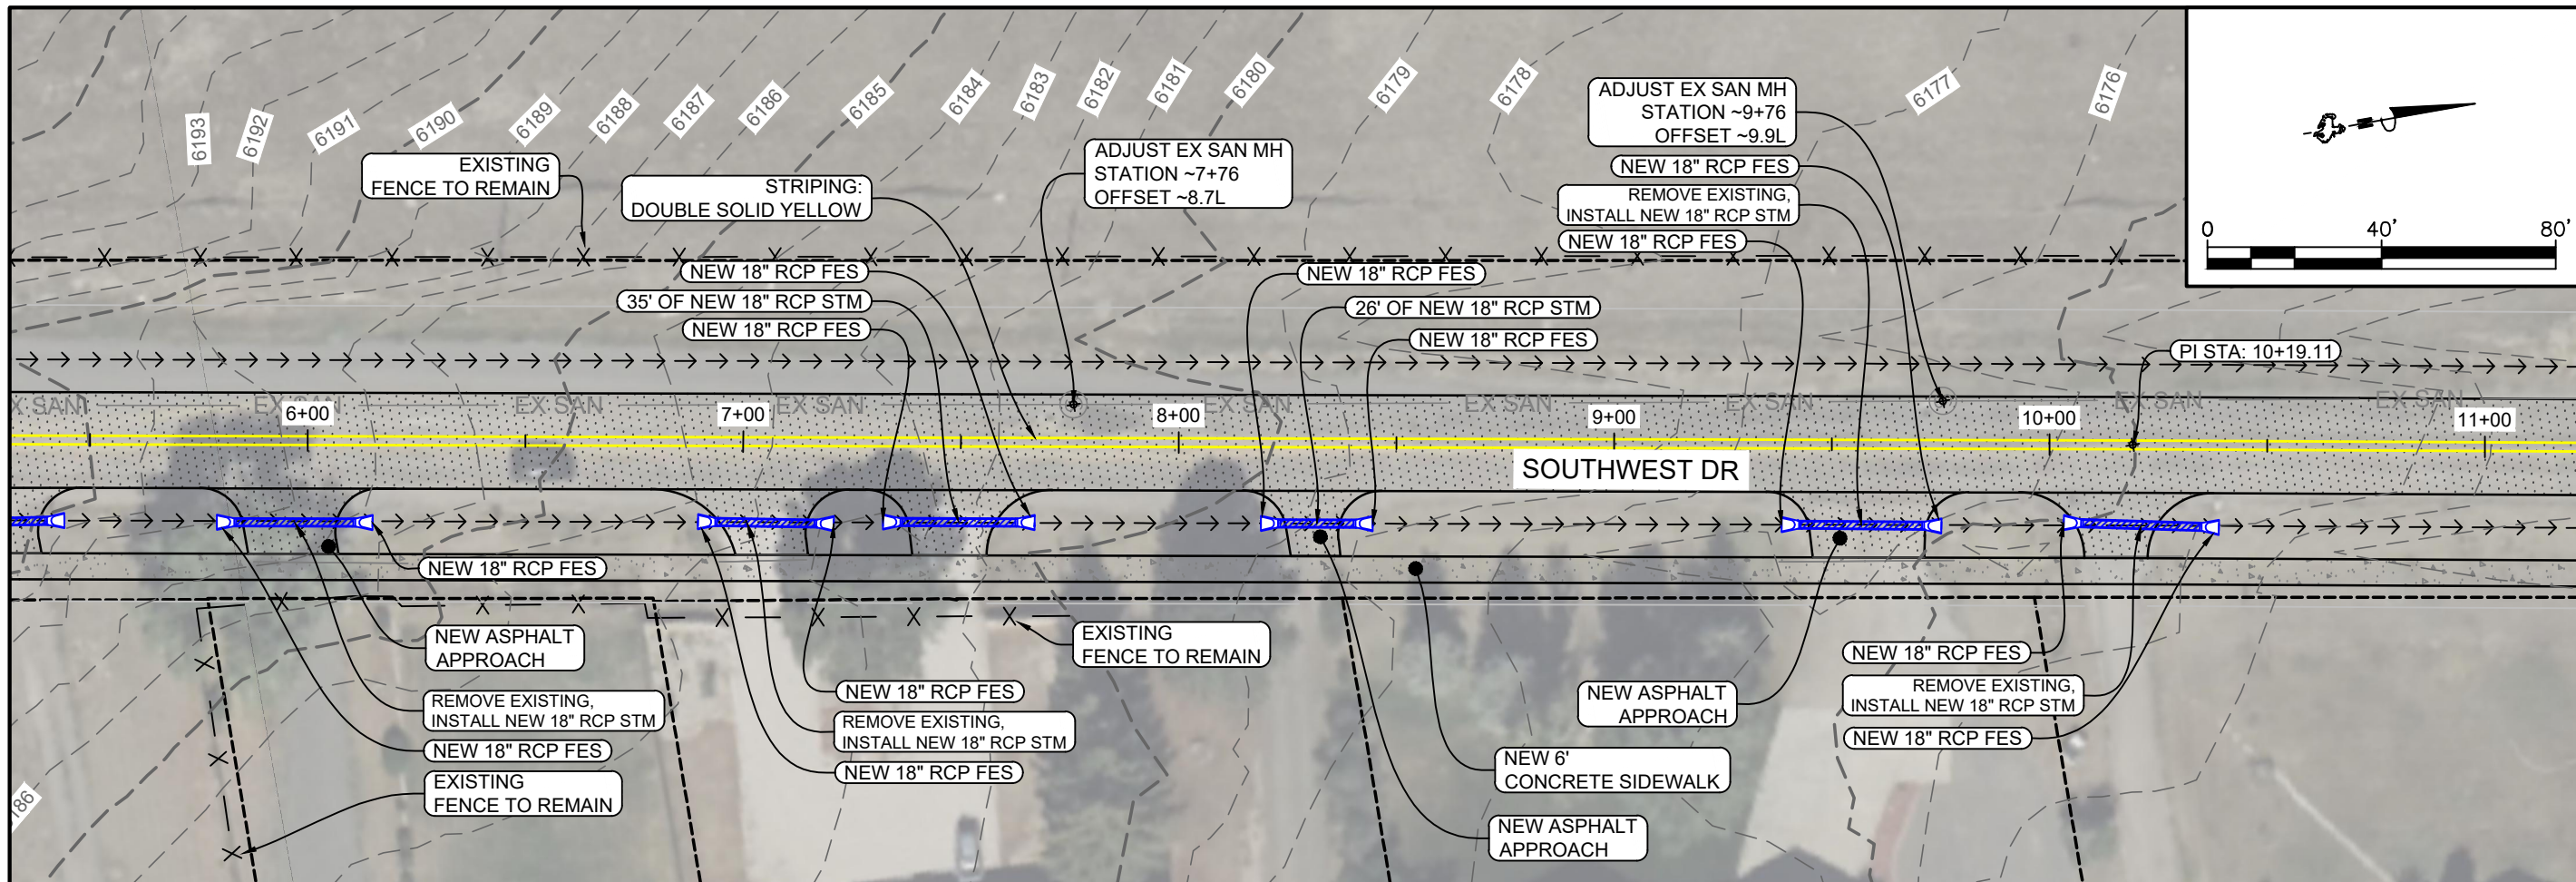 6193
6192
6191
6190
6189
6188
6187
6186
6185
6184
6183
6182
6181
6180
6179
6178
6177
6176
0
40'
80'
EXISTING
FENCE TO REMAIN
STRIPING:
DOUBLE SOLID YELLOW
ADJUST EX SAN MH
STATION ~7+76
OFFSET ~8.7L
ADJUST EX SAN MH
STATION ~9+76
OFFSET ~9.9L
NEW 18" RCP FES
REMOVE EXISTING,
INSTALL NEW 18" RCP STM
NEW 18" RCP FES
NEW 18" RCP FES
35' OF NEW 18" RCP STM
NEW 18" RCP FES
NEW 18" RCP FES
26' OF NEW 18" RCP STM
NEW 18" RCP FES
PI STA: 10+19.11
X SAN
EX SAN
EX SAN
EX SAN
EX SAN
EX SAN
EX SAN
EX SAN
EX SAN
6+00
7+00
8+00
9+00
10+00
11+00
SOUTHWEST DR
NEW 18" RCP FES
NEW ASPHALT
APPROACH
REMOVE EXISTING,
INSTALL NEW 18" RCP STM
NEW 18" RCP FES
EXISTING
FENCE TO REMAIN
186
EXISTING
FENCE TO REMAIN
NEW 18" RCP FES
REMOVE EXISTING,
INSTALL NEW 18" RCP STM
NEW 18" RCP FES
NEW ASPHALT
APPROACH
NEW 6'
CONCRETE SIDEWALK
NEW ASPHALT
APPROACH
NEW 18" RCP FES
REMOVE EXISTING,
INSTALL NEW 18" RCP STM
NEW 18" RCP FES